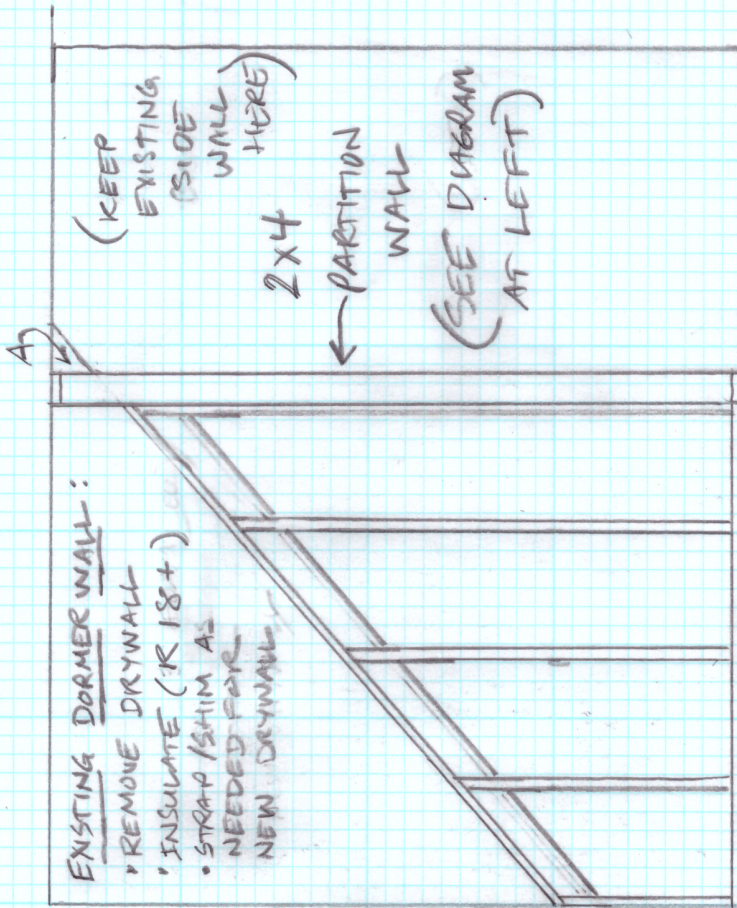 EXISTING DORMER WALL:
• REMOVE DRYWALL
• INSULATE (R 18+)
• STRAP/SHIM AS
NEEDED FOR
NEW DRYWALL
A
(KEEP
EXISTING
SIDE
WALL
HERE)
2x4
← PARTITION
WALL
(SEE DIAGRAM
AT LEFT)